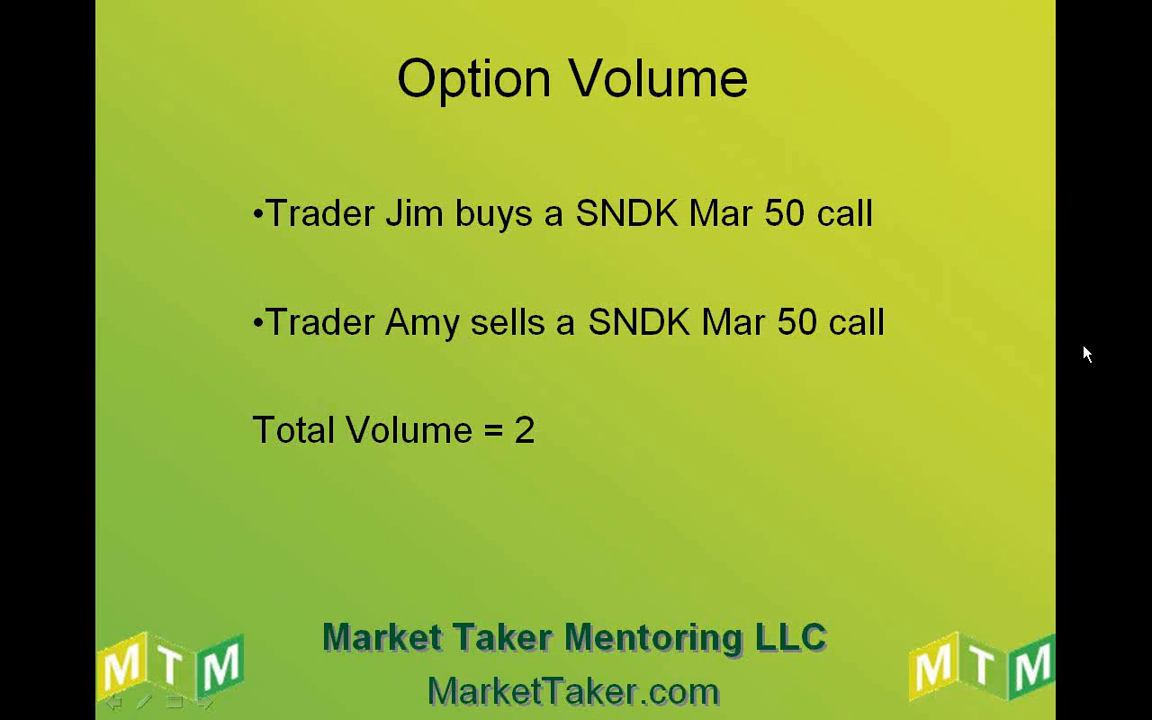 Option Volume
•Trader Jim buys a SNDK Mar 50 call
•Trader Amy sells a SNDK Mar 50 call
Total Volume = 2
Market Taker Mentoring LLC
MarketTaker.com
MTM
MTM